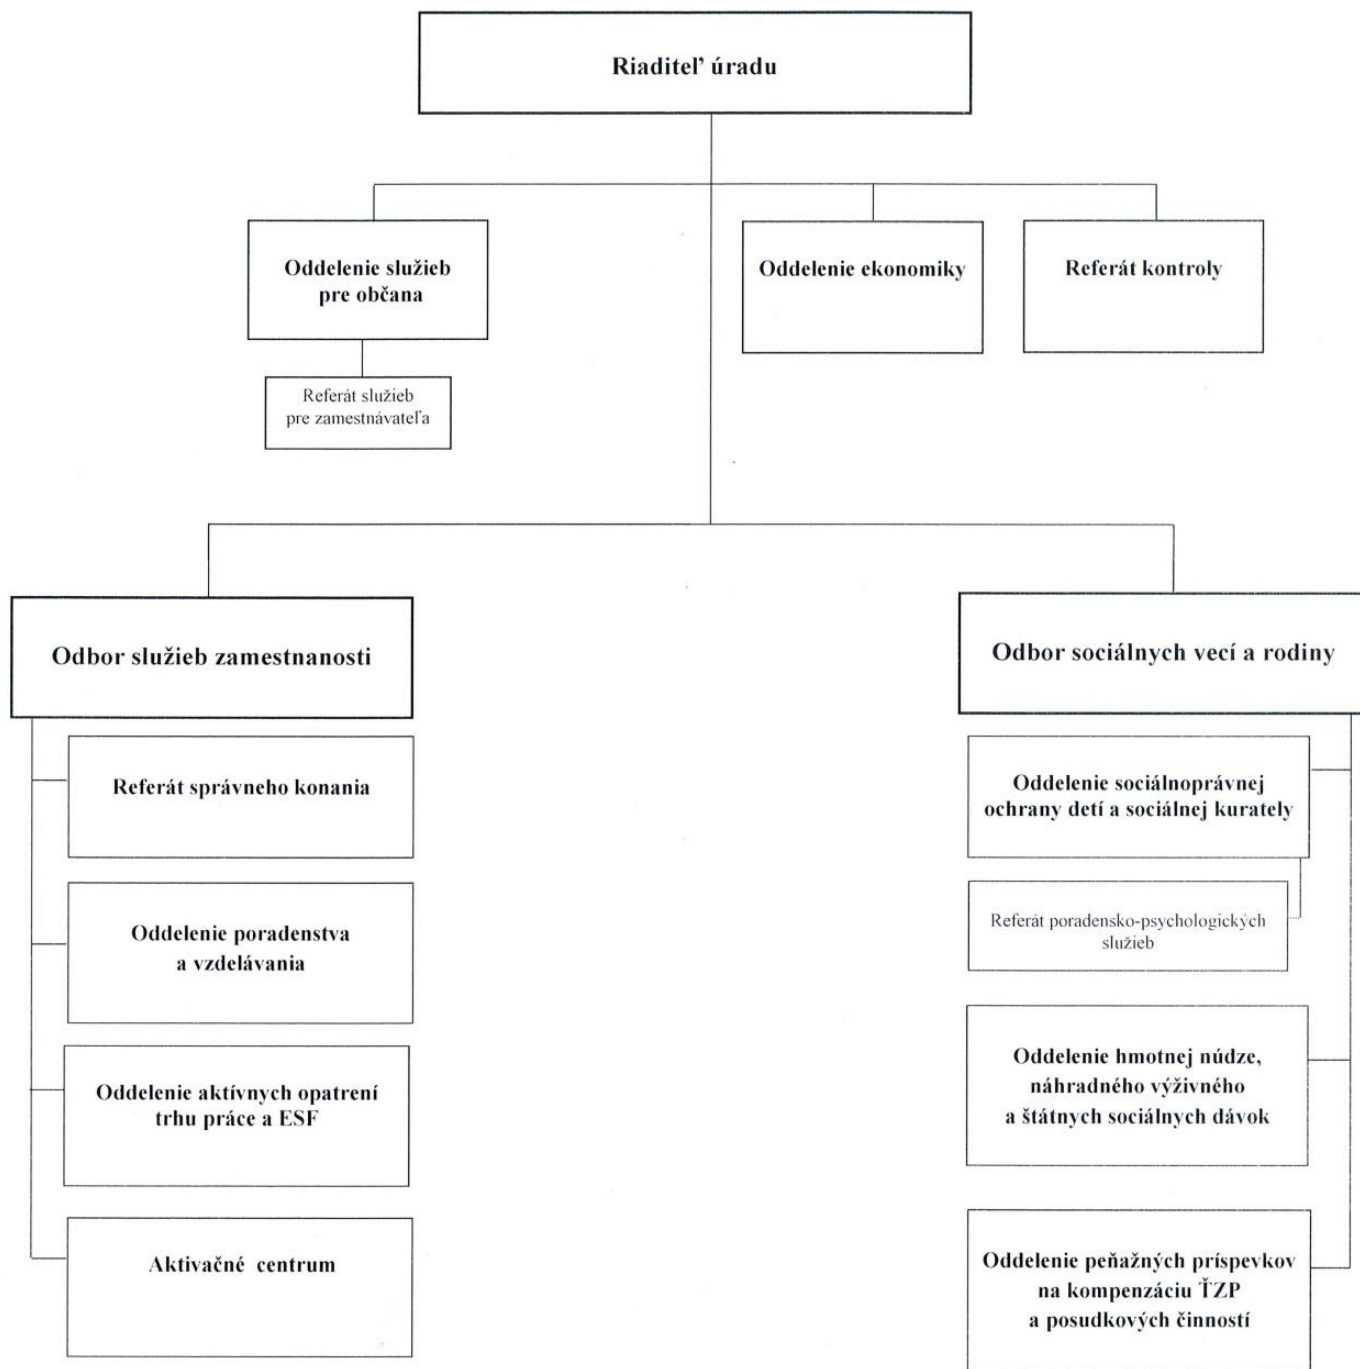 Riaditeľ úradu
Oddelenie služieb
pre občana
Oddelenie ekonomiky
Referát kontroly
Referát služieb
pre zamestnávateľa
Odbor služieb zamestnanosti
Odbor sociálnych vecí a rodiny
Referát správneho konania
Oddelenie sociálnoprávnej
ochrany detí a sociálnej kurately
Oddelenie poradenstva
a vzdelávania
Referát poradensko-psychologických
služieb
Oddelenie aktívnych opatrení
trhu práce a ESF
Oddelenie hmotnej núdze,
náhradného výživného
a štátnych sociálnych dávok
Aktivačné centrum
Oddelenie peňažných príspevkov
na kompenzáciu ŤZP
a posudkových činností